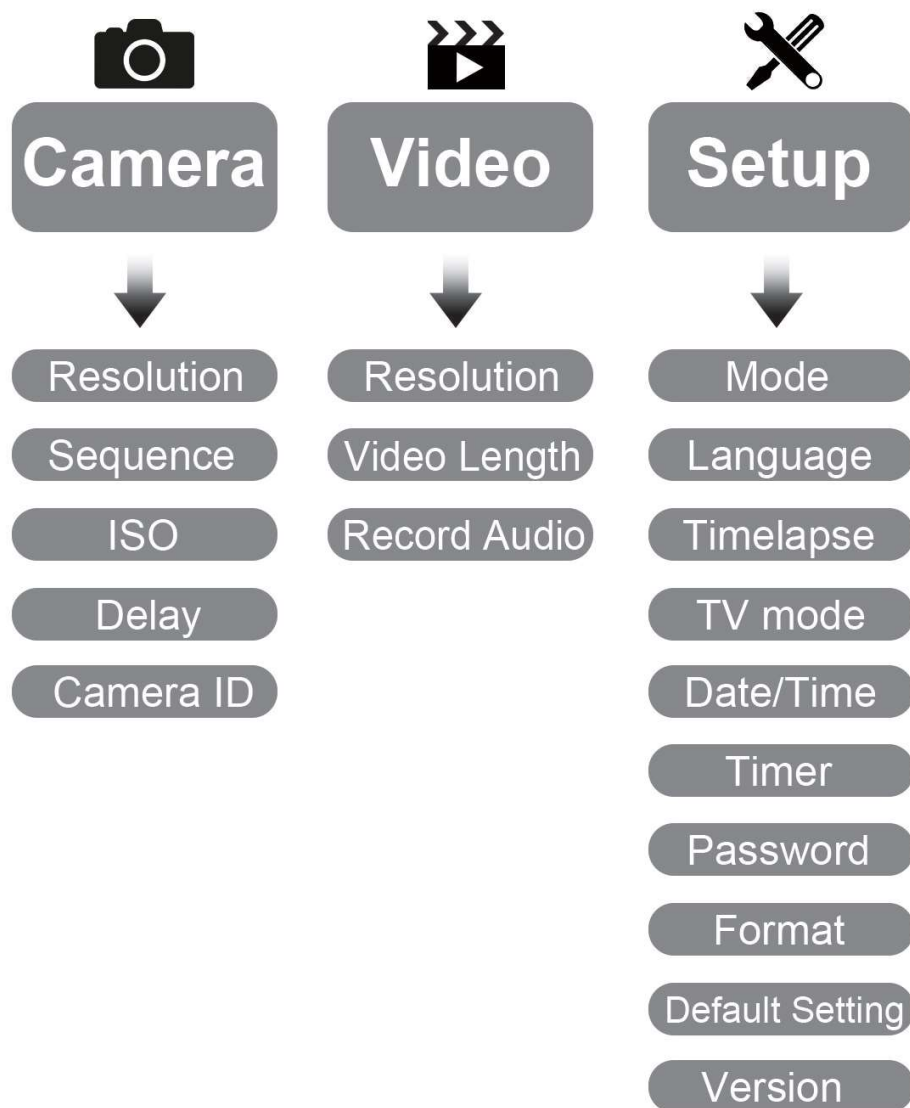 Camera
Resolution
Sequence
ISO
Delay
Camera ID
Video
Resolution
Video Length
Record Audio
Setup
Mode
Language
Timelapse
TV mode
Date/Time
Timer
Password
Format
Default Setting
Version